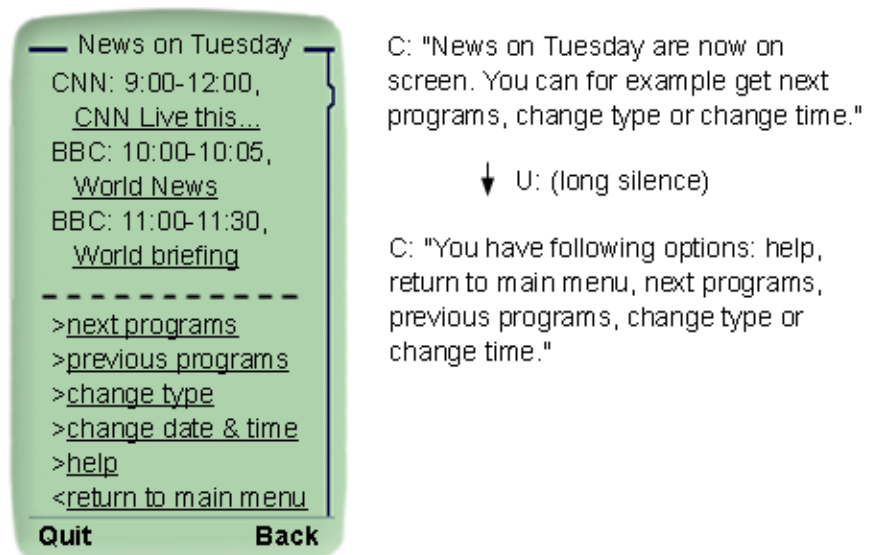 News on Tuesday
CNN: 9:00-12:00,
CNN Live this...
BBC: 10:00-10:05,
World News
BBC: 11:00-11:30,
World briefing
>next programs
>previous programs
>change type
>change date & time
>help
<return to main menu
Quit Back
C: "News on Tuesday are now on
screen. You can for example get next
programs, change type or change time."
U: (long silence)
C: "You have following options: help,
return to main menu, next programs,
previous programs, change type or
change time."